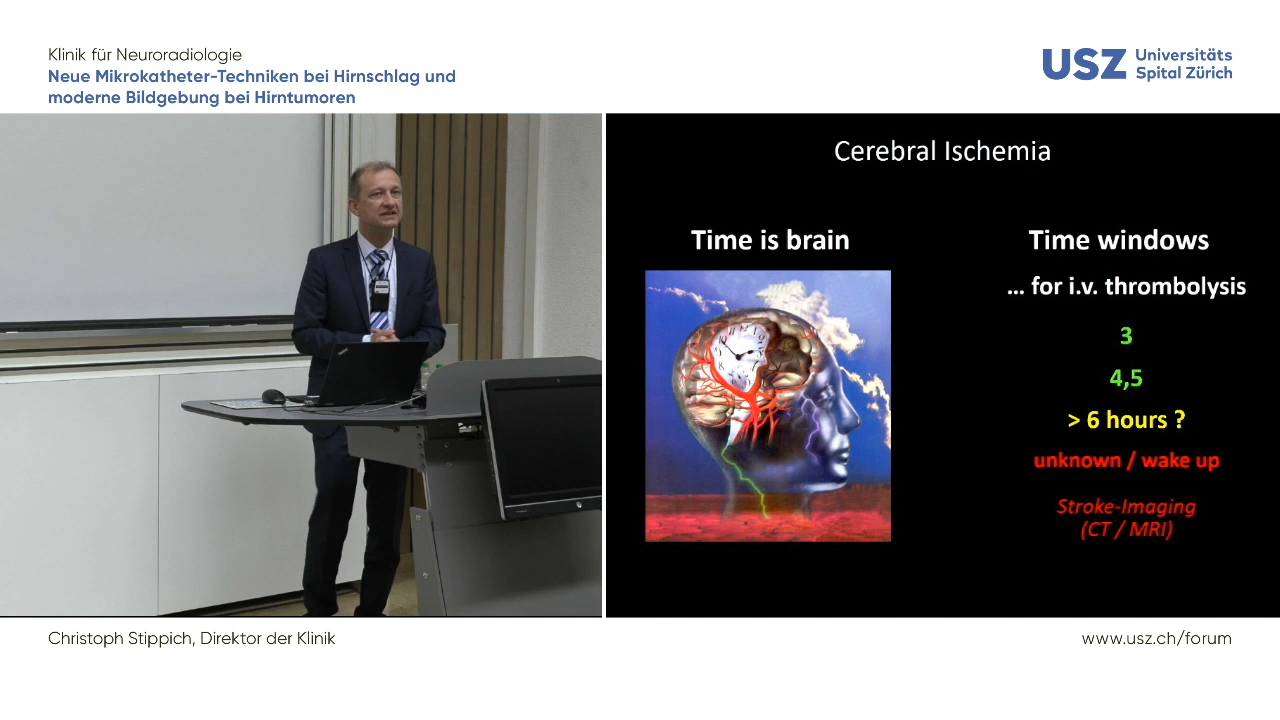 Klinik für Neuroradiologie
Neue Mikrokatheter-Techniken bei Hirnschlag und
moderne Bildgebung bei Hirntumoren
USZ Universitäts
Spital Zürich
Cerebral Ischemia
Time is brain
Time windows
... for i.v. thrombolysis
3
4,5
> 6 hours ?
unknown / wake up
Stroke-Imaging
(CT / MRI)
Christoph Stippich, Direktor der Klinik
www.usz.ch/forum